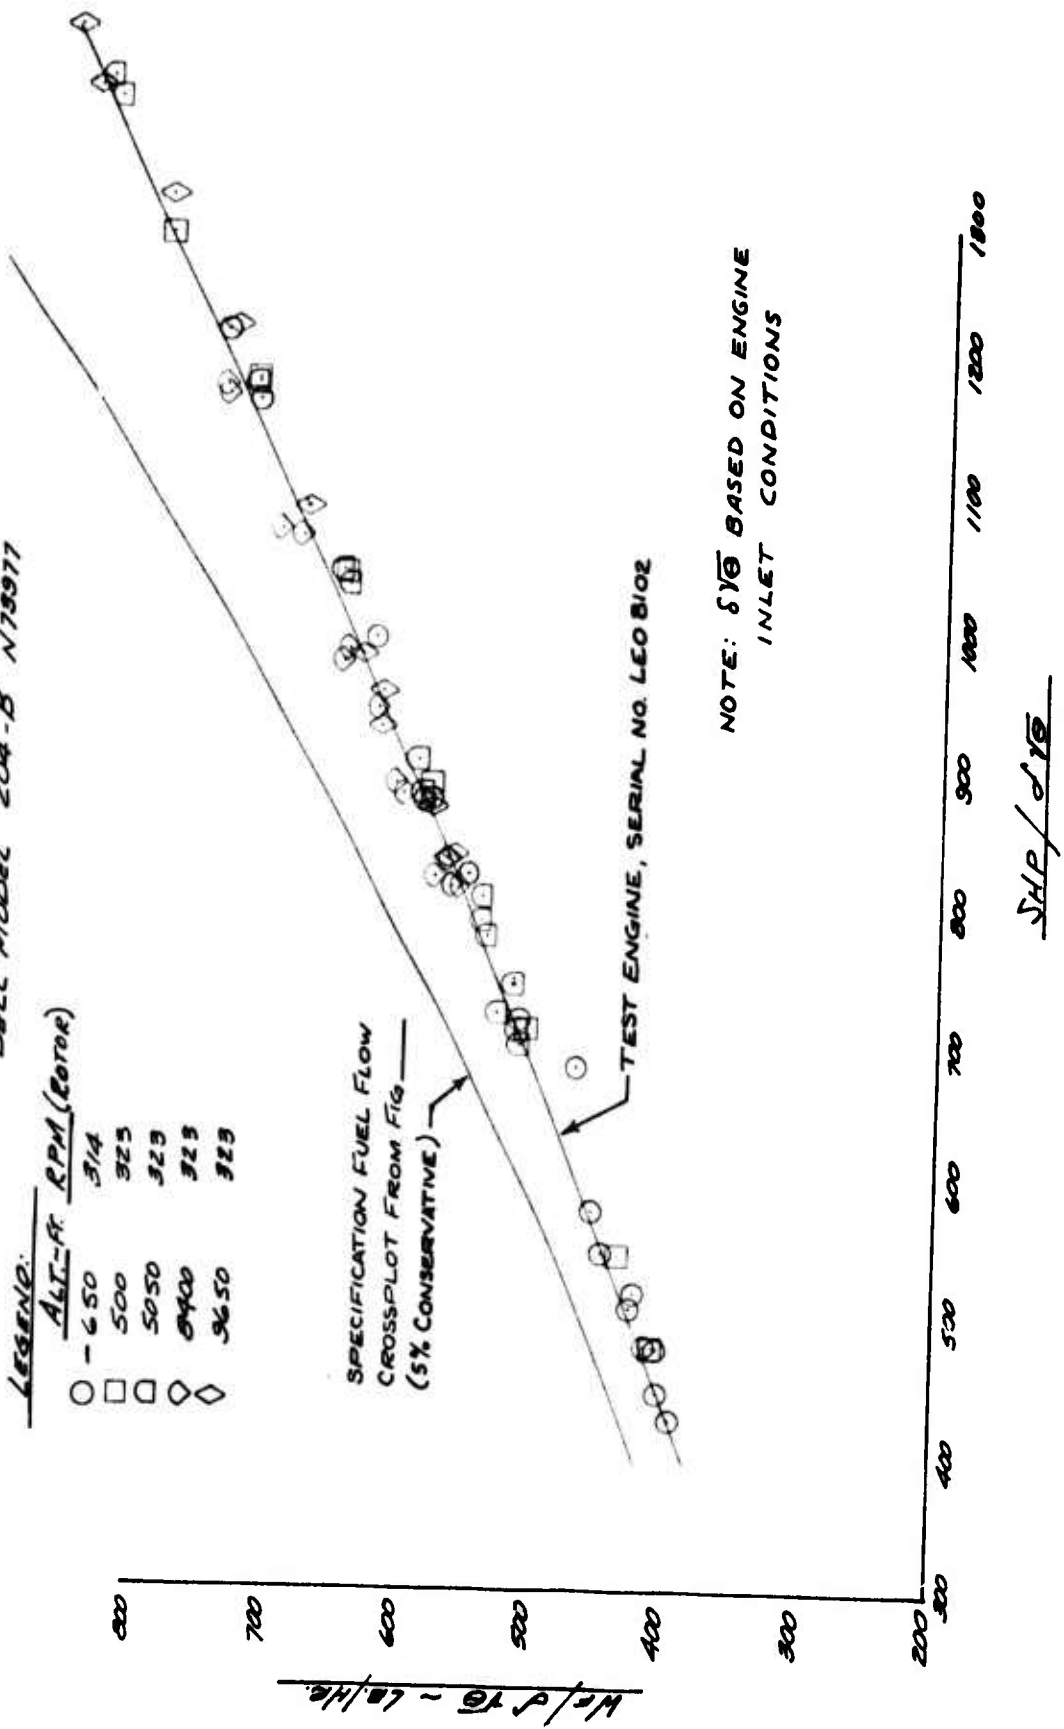 BELL MODEL 204-B N73977
LEGEND:
ALT.-FT. RPM (ROTOR)
-650 314
500 323
5050 323
8400 323
9650 323
SPECIFICATION FUEL FLOW
CROSSPLOT FROM FIG
(5% CONSERVATIVE)
TEST ENGINE, SERIAL NO. LEO 8102
NOTE: δ√θ BASED ON ENGINE
INLET CONDITIONS
WF/δ√θ ~ LB/HR.
800
700
600
500
400
300
200
300 400 500 600 700 800 900 1000 1100 1200 1300
SHP/δ√θ